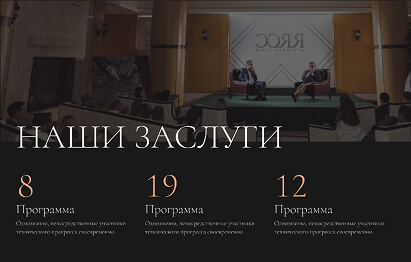 RRCC
НАШИ ЗАСЛУГИ
8
19
12
Программа
Программа
Программа
Однозначно, непосредственные участники
технического прогресса своевременно
Однозначно, непосредственные участники
технического прогресса своевременно
Однозначно, непосредственные участники
технического прогресса своевременно